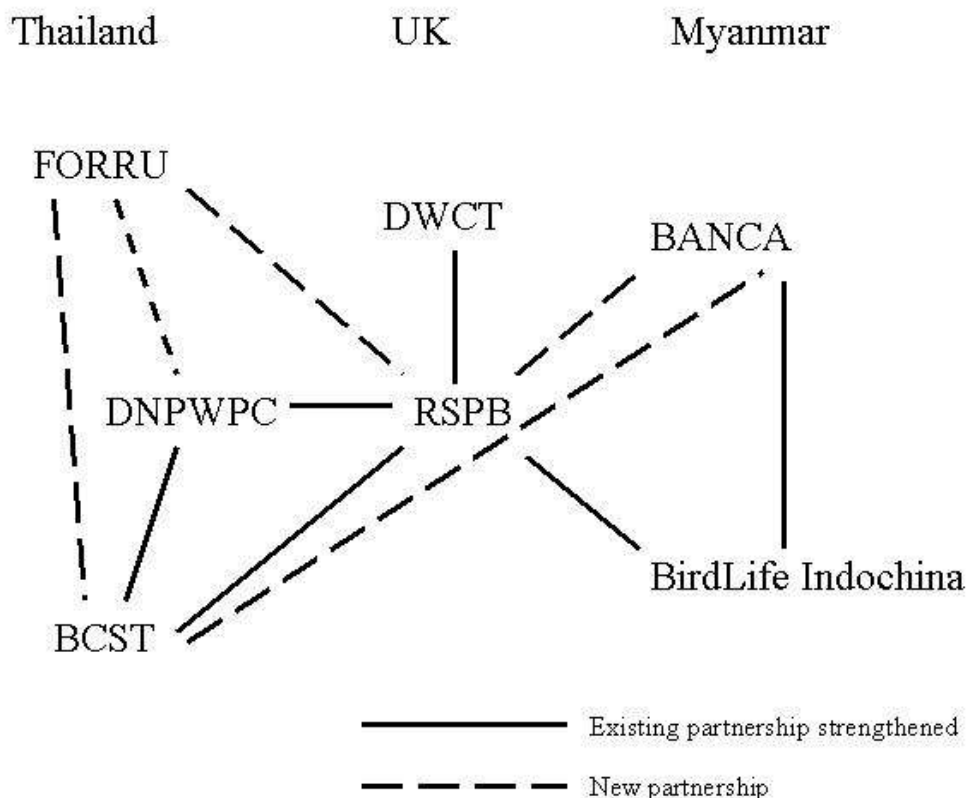 Thailand UK Myanmar
FORRU
DWCT
BANCA
DNPWPC RSPB
BirdLife Indochina
BCST
Existing partnership strengthened
New partnership